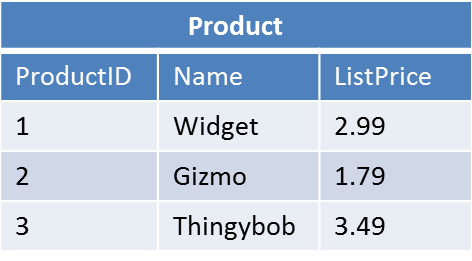 Product
ProductID Name ListPrice
1 Widget 2.99
2 Gizmo 1.79
3 Thingybob 3.49